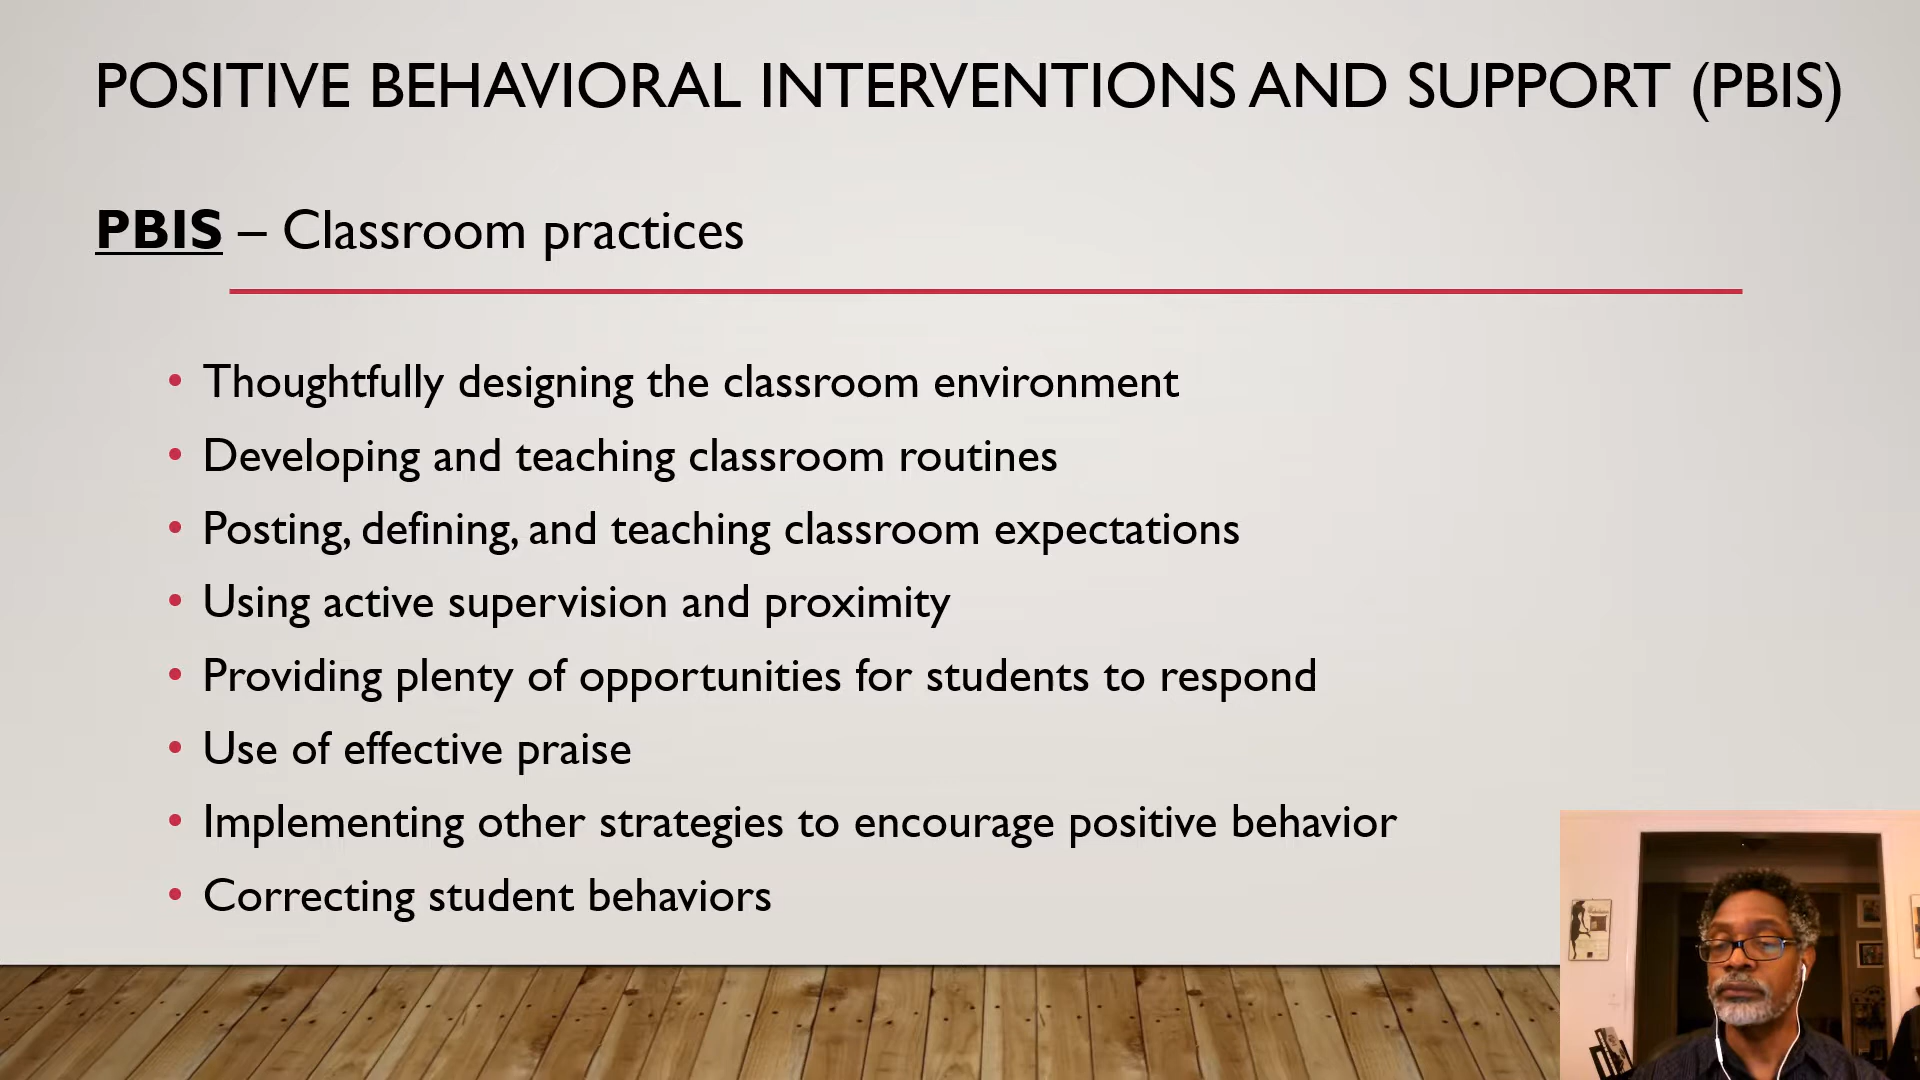 POSITIVE BEHAVIORAL INTERVENTIONS AND SUPPORT (PBIS)
PBIS – Classroom practices
• Thoughtfully designing the classroom environment
• Developing and teaching classroom routines
• Posting, defining, and teaching classroom expectations
• Using active supervision and proximity
• Providing plenty of opportunities for students to respond
• Use of effective praise
• Implementing other strategies to encourage positive behavior
• Correcting student behaviors